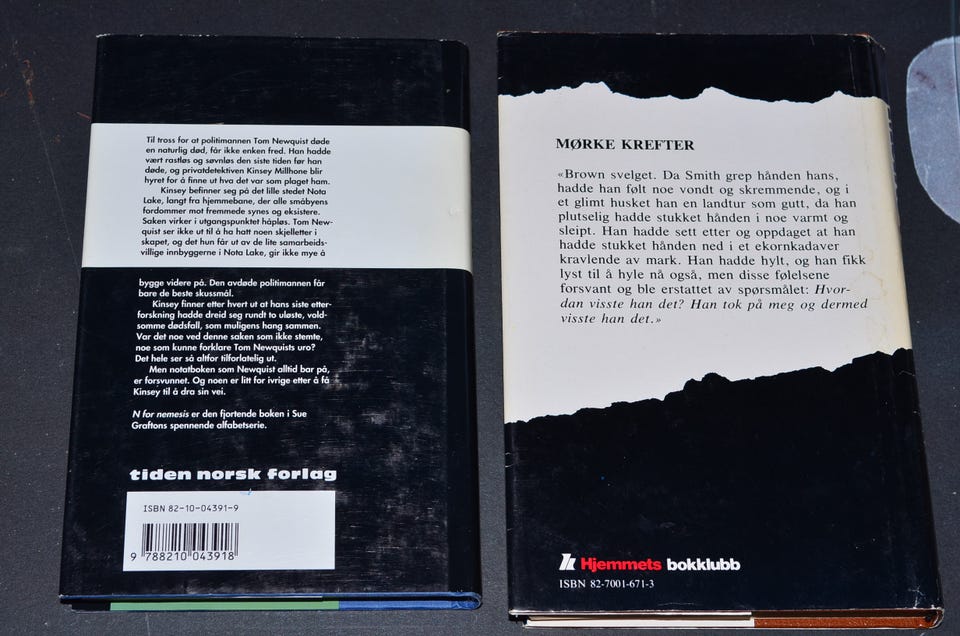 Til tross for at politimannen Tom Newquist døde
en naturlig død, får ikke enken fred. Han hadde
vært rastløs og søvnløs den siste tiden før han
døde, og privatdetektiven Kinsey Millhone blir
hyret for å finne ut hva det var som plaget ham.
Kinsey befinner seg på det lille stedet Nota
Lake, langt fra hjemmebane, der alle småbyens
fordommer mot fremmede synes og eksistere.
Saken virker i utgangspunktet håpløs. Tom New-
quist ser ikke ut til å ha hatt noen skjelletter i
skapet, og det hun får ut av de lite samarbeids-
villige innbyggerne i Nota Lake, gir ikke mye å
bygge videre på. Den avdøde politimannen får
bare de beste skussmål.
Kinsey finner etter hvert ut at hans siste etter-
forskning hadde dreid seg rundt to uløste, vold-
somme dødsfall, som muligens hang sammen.
Var det noe ved denne saken som ikke stemte,
noe som kunne forklare Tom Newquists uro?
Det hele ser så altfor tilforlatelig ut.
Men notatboken som Newquist alltid bar på,
er forsvunnet. Og noen er litt for ivrige etter å få
Kinsey til å dra sin vei.
N for nemesis er den fjortende boken i Sue
Graftons spennende alfabetserie.
tiden norsk forlag
ISBN 82-10-04391-9
9 788210 043918
MØRKE KREFTER
«Brown svelget. Da Smith grep hånden hans,
hadde han følt noe vondt og skremmende, og i
et glimt husket han en landtur som gutt, da han
plutselig hadde stukket hånden i noe varmt og
sleipt. Han hadde sett etter og oppdaget at han
hadde stukket hånden ned i et ekornkadaver
kravlende av mark. Han hadde hylt, og han fikk
lyst til å hyle nå også, men disse følelsene
forsvant og ble erstattet av spørsmålet: Hvor-
dan visste han det? Han tok på meg og dermed
visste han det.»
Hjemmets bokklubb
ISBN 82-7001-671-3